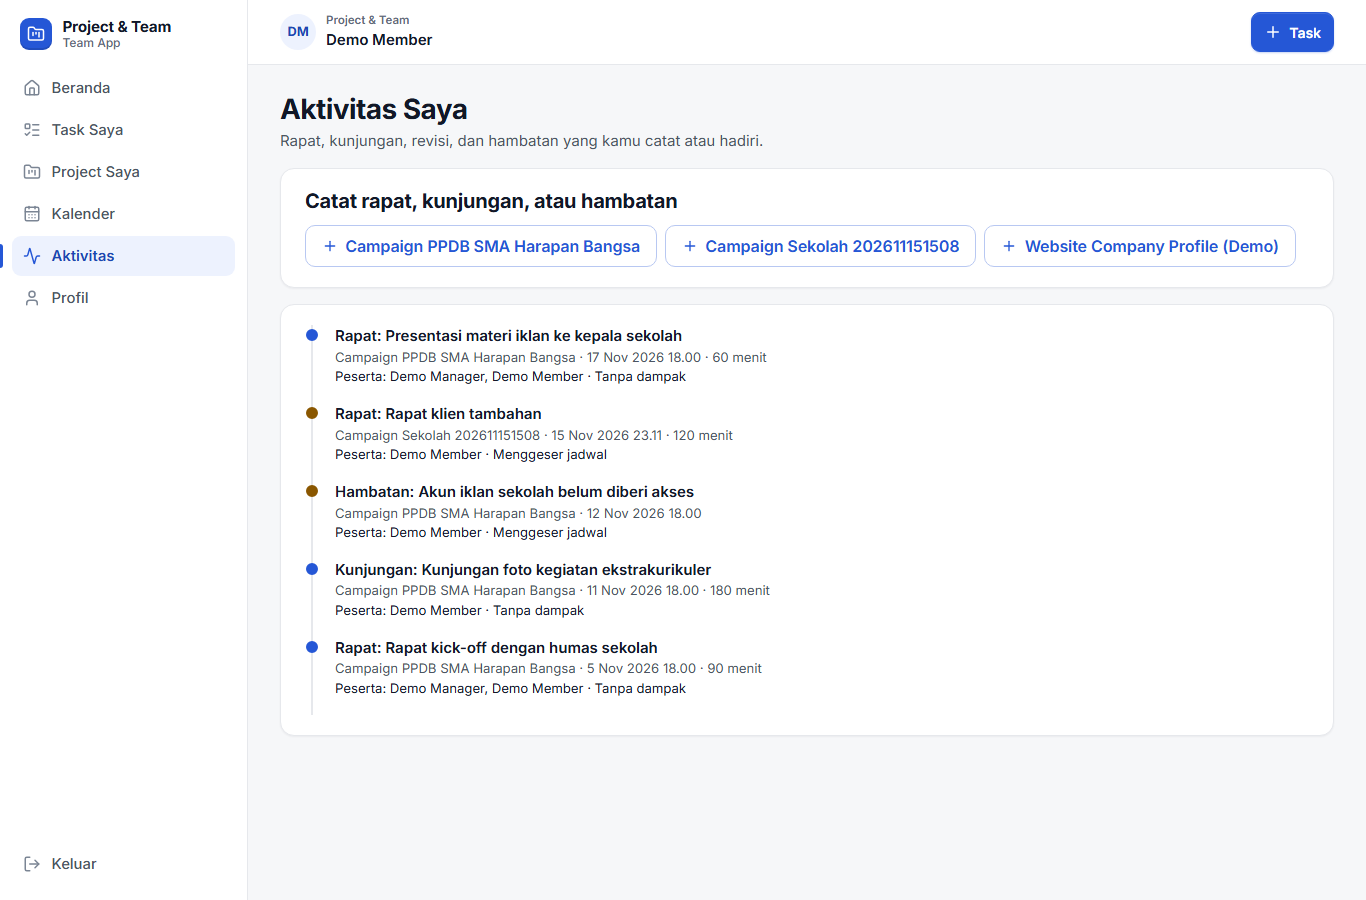 Project & Team
Team App
Beranda
Task Saya
Project Saya
Kalender
Aktivitas
Profil
Keluar
DM
Project & Team
Demo Member
+ Task
Aktivitas Saya
Rapat, kunjungan, revisi, dan hambatan yang kamu catat atau hadiri.
Catat rapat, kunjungan, atau hambatan
+ Campaign PPDB SMA Harapan Bangsa
+ Campaign Sekolah 202611151508
+ Website Company Profile (Demo)
Rapat: Presentasi materi iklan ke kepala sekolah
Campaign PPDB SMA Harapan Bangsa · 17 Nov 2026 18.00 · 60 menit
Peserta: Demo Manager, Demo Member · Tanpa dampak
Rapat: Rapat klien tambahan
Campaign Sekolah 202611151508 · 15 Nov 2026 23.11 · 120 menit
Peserta: Demo Member · Menggeser jadwal
Hambatan: Akun iklan sekolah belum diberi akses
Campaign PPDB SMA Harapan Bangsa · 12 Nov 2026 18.00
Peserta: Demo Member · Menggeser jadwal
Kunjungan: Kunjungan foto kegiatan ekstrakurikuler
Campaign PPDB SMA Harapan Bangsa · 11 Nov 2026 18.00 · 180 menit
Peserta: Demo Member · Tanpa dampak
Rapat: Rapat kick-off dengan humas sekolah
Campaign PPDB SMA Harapan Bangsa · 5 Nov 2026 18.00 · 90 menit
Peserta: Demo Manager, Demo Member · Tanpa dampak